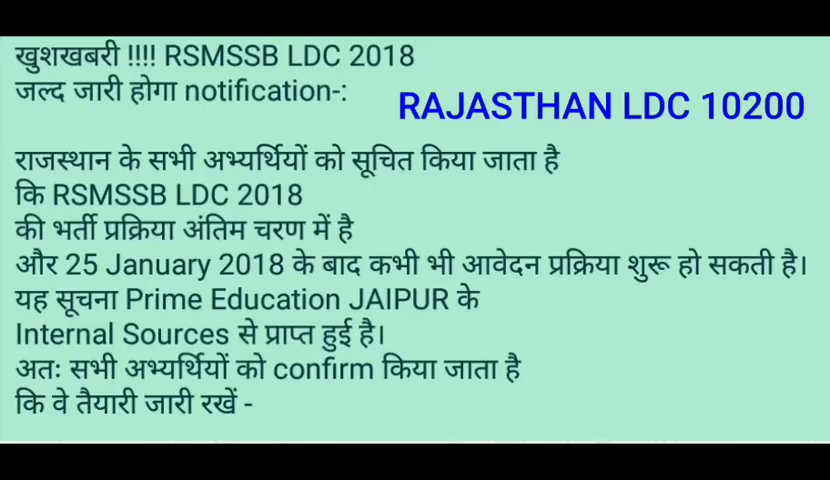 खुशखबरी !!!! RSMSSB LDC 2018
जल्द जारी होगा notification-:
RAJASTHAN LDC 10200
राजस्थान के सभी अभ्यर्थियों को सूचित किया जाता है
कि RSMSSB LDC 2018
की भर्ती प्रक्रिया अंतिम चरण में है
और 25 January 2018 के बाद कभी भी आवेदन प्रक्रिया शुरू हो सकती है।
यह सूचना Prime Education JAIPUR के
Internal Sources से प्राप्त हुई है।
अतः सभी अभ्यर्थियों को confirm किया जाता है
कि वे तैयारी जारी रखें -